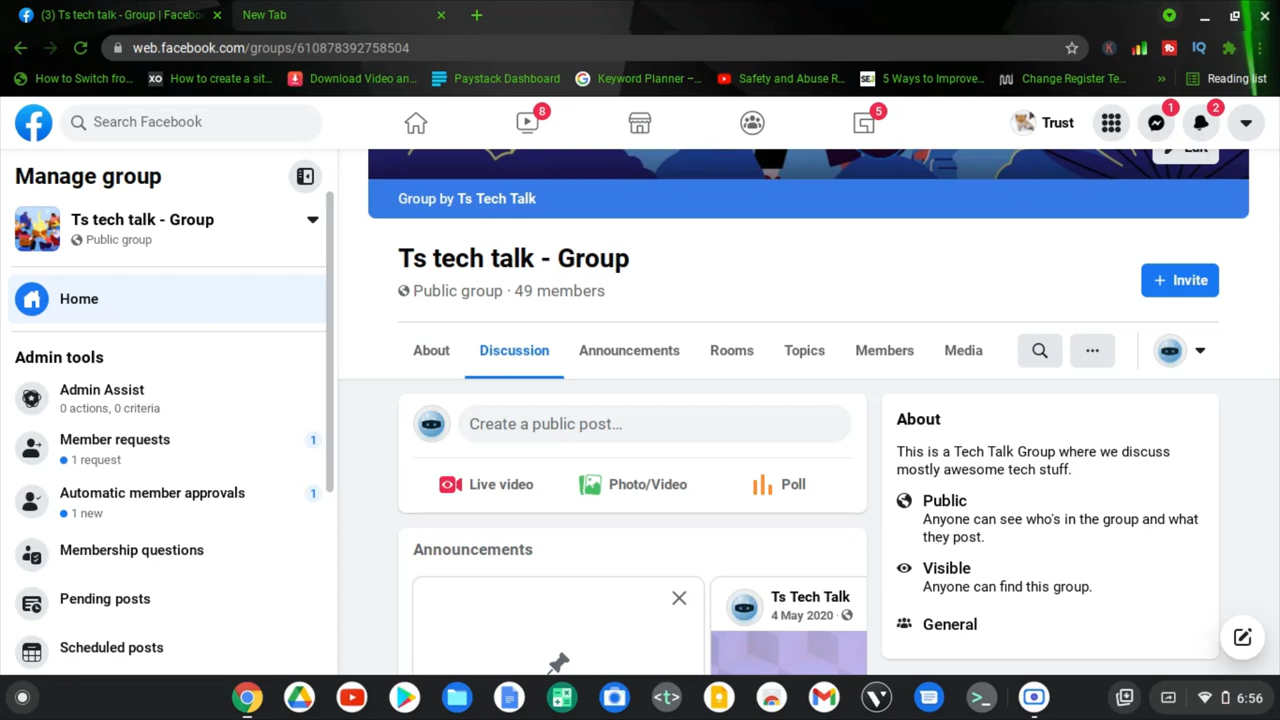 (3) Ts tech talk - Group | Facebo
New Tab
web.facebook.com/groups/610878392758504
How to Switch fro...
XO How to create a sit...
Download Video an...
Paystack Dashboard
Keyword Planner –...
Safety and Abuse R...
SEJ 5 Ways to Improve...
Change Register Te...
»
Reading list
Search Facebook
8
5
Trust
1
2
Manage group
Ts tech talk - Group
Public group
Home
Admin tools
Admin Assist
0 actions, 0 criteria
Member requests 1
1 request
Automatic member approvals 1
1 new
Membership questions
Pending posts
Scheduled posts
Edit
Group by Ts Tech Talk
Ts tech talk - Group
Public group · 49 members
+ Invite
About
Discussion
Announcements
Rooms
Topics
Members
Media
Create a public post...
Live video
Photo/Video
Poll
Announcements
Ts Tech Talk
4 May 2020 ·
About
This is a Tech Talk Group where we discuss
mostly awesome tech stuff.
Public
Anyone can see who's in the group and what
they post.
Visible
Anyone can find this group.
General
<t>
6:56